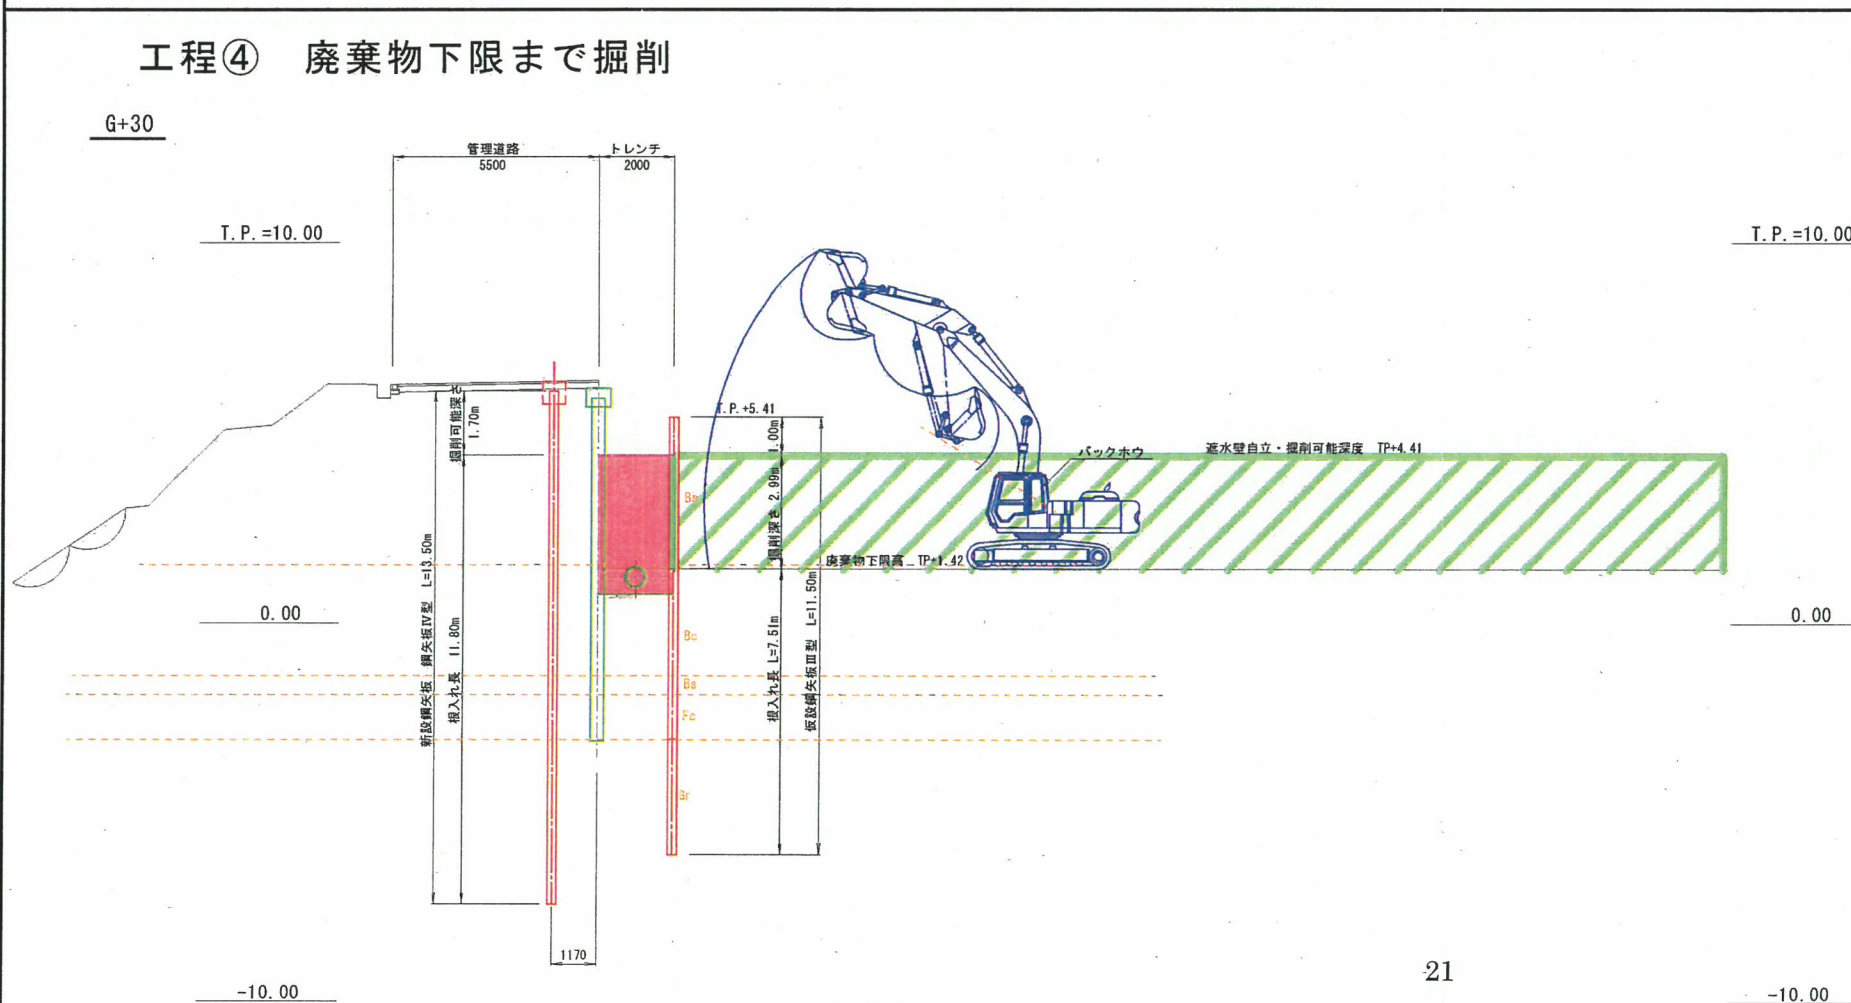 工程④　廃棄物下限まで掘削
G+30
管理道路
5500
トレンチ
2000
T.P.=10.00
T.P.=10.00
掘削可能深さ
1.70m
T.P.+5.41
1.00m
バックホウ
遮水壁自立・掘削可能深度 TP+4.41
Bs
掘削深さ 2.99m
廃棄物下限高 TP+1.42
0.00
0.00
新設鋼矢板 鋼矢板Ⅳ型 L=13.50m
根入れ長 11.80m
Bc
Bs
Fc
Gr
根入れ長 L=7.51m
仮設鋼矢板Ⅲ型 L=11.50m
1170
21
-10.00
-10.00